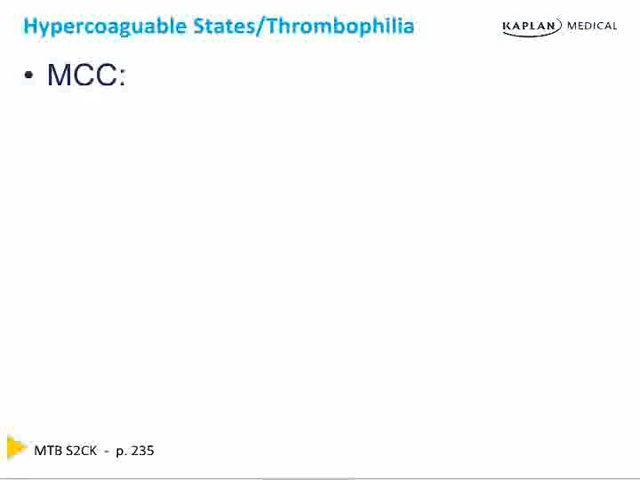 Hypercoaguable States/Thrombophilia
KAPLAN MEDICAL
• MCC:
MTB S2CK - p. 235